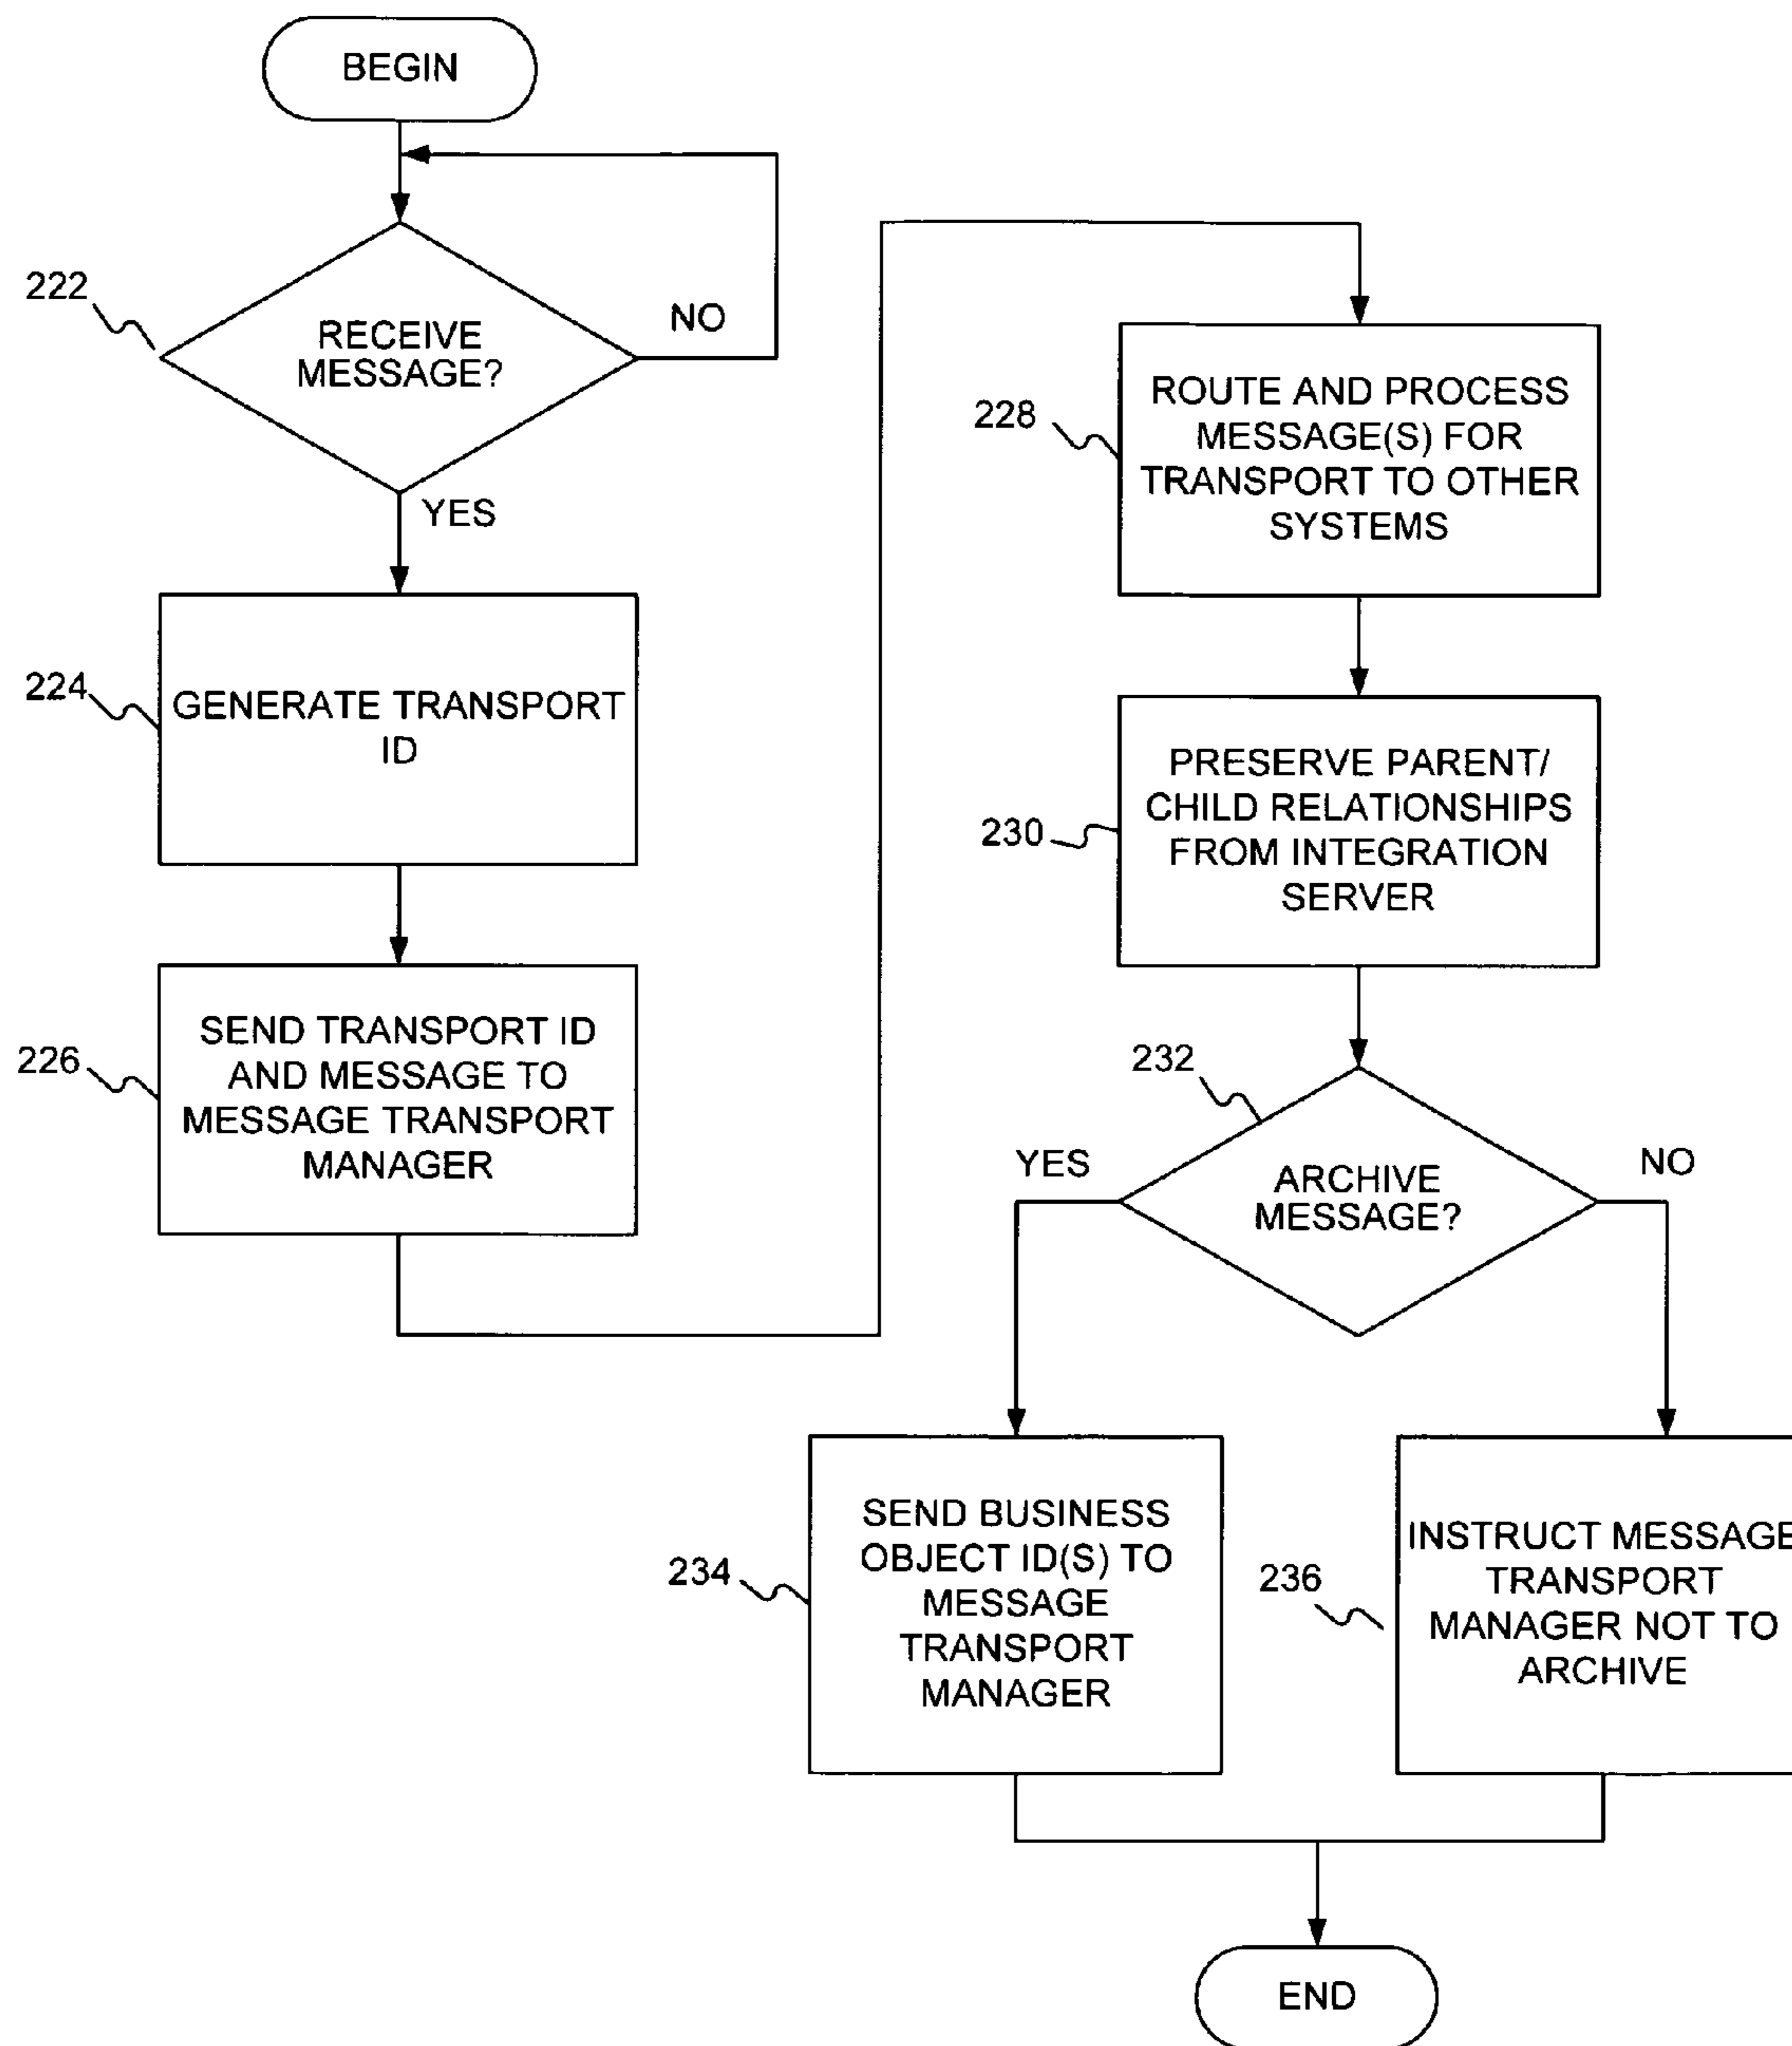 BEGIN
222
RECEIVE
MESSAGE?
NO
YES
224
GENERATE TRANSPORT
ID
226
SEND TRANSPORT ID
AND MESSAGE TO
MESSAGE TRANSPORT
MANAGER
228
ROUTE AND PROCESS
MESSAGE(S) FOR
TRANSPORT TO OTHER
SYSTEMS
230
PRESERVE PARENT/
CHILD RELATIONSHIPS
FROM INTEGRATION
SERVER
232
YES
ARCHIVE
MESSAGE?
NO
234
SEND BUSINESS
OBJECT ID(S) TO
MESSAGE
TRANSPORT
MANAGER
236
INSTRUCT MESSAGE
TRANSPORT
MANAGER NOT TO
ARCHIVE
END